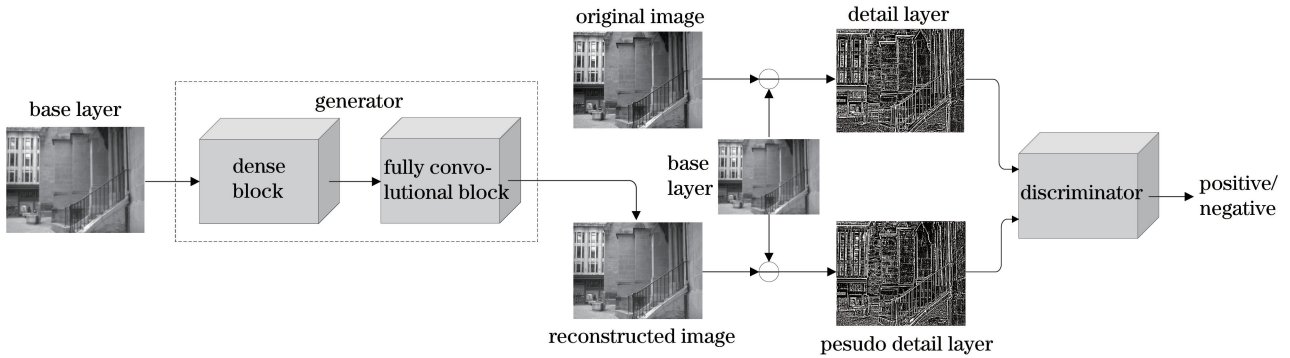 base layer
generator
dense
block
fully convo-
lutional block
original image
base
layer
reconstructed image
detail layer
pesudo detail layer
discriminator
positive/
negative